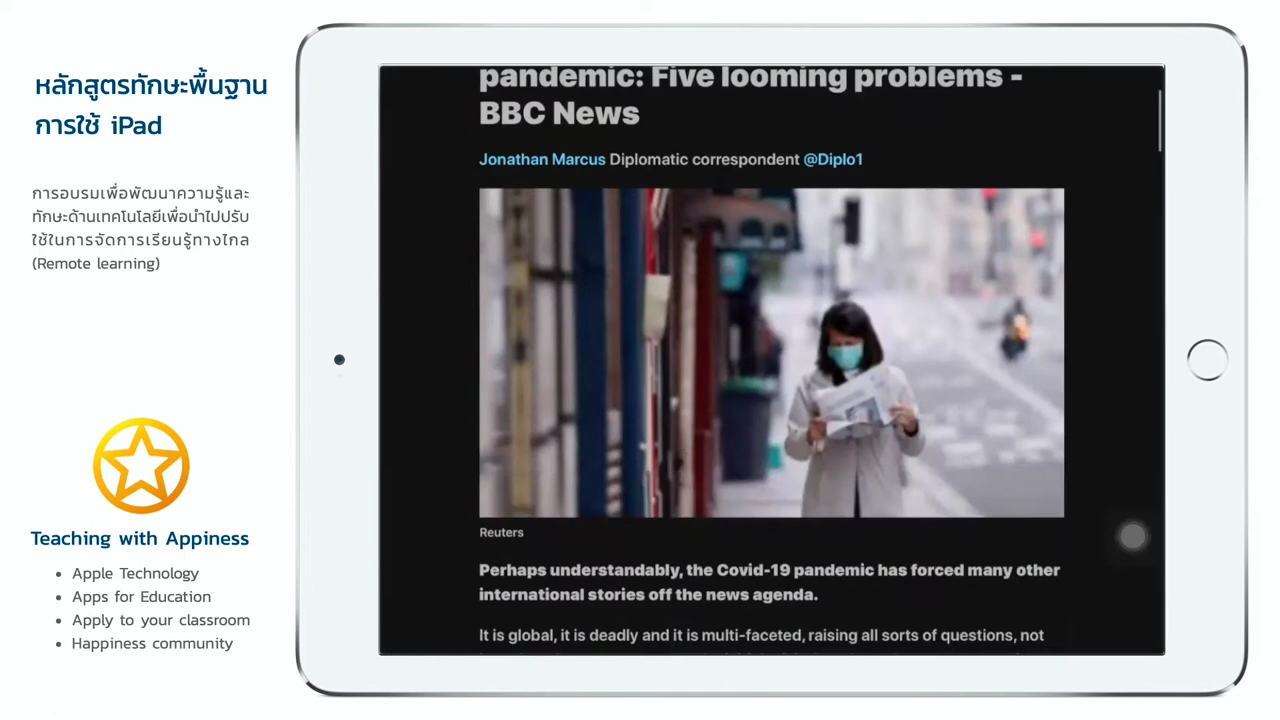 หลักสูตรทักษะพื้นฐาน
การใช้ iPad
การอบรมเพื่อพัฒนาความรู้และ
ทักษะด้านเทคโนโลยีเพื่อนำไปปรับ
ใช้ในการจัดการเรียนรู้ทางไกล
(Remote learning)
Teaching with Appiness
• Apple Technology
• Apps for Education
• Apply to your classroom
• Happiness community
pandemic: Five looming problems -
BBC News
Jonathan Marcus Diplomatic correspondent @Diplo1
Reuters
Perhaps understandably, the Covid-19 pandemic has forced many other
international stories off the news agenda.
It is global, it is deadly and it is multi-faceted, raising all sorts of questions, not